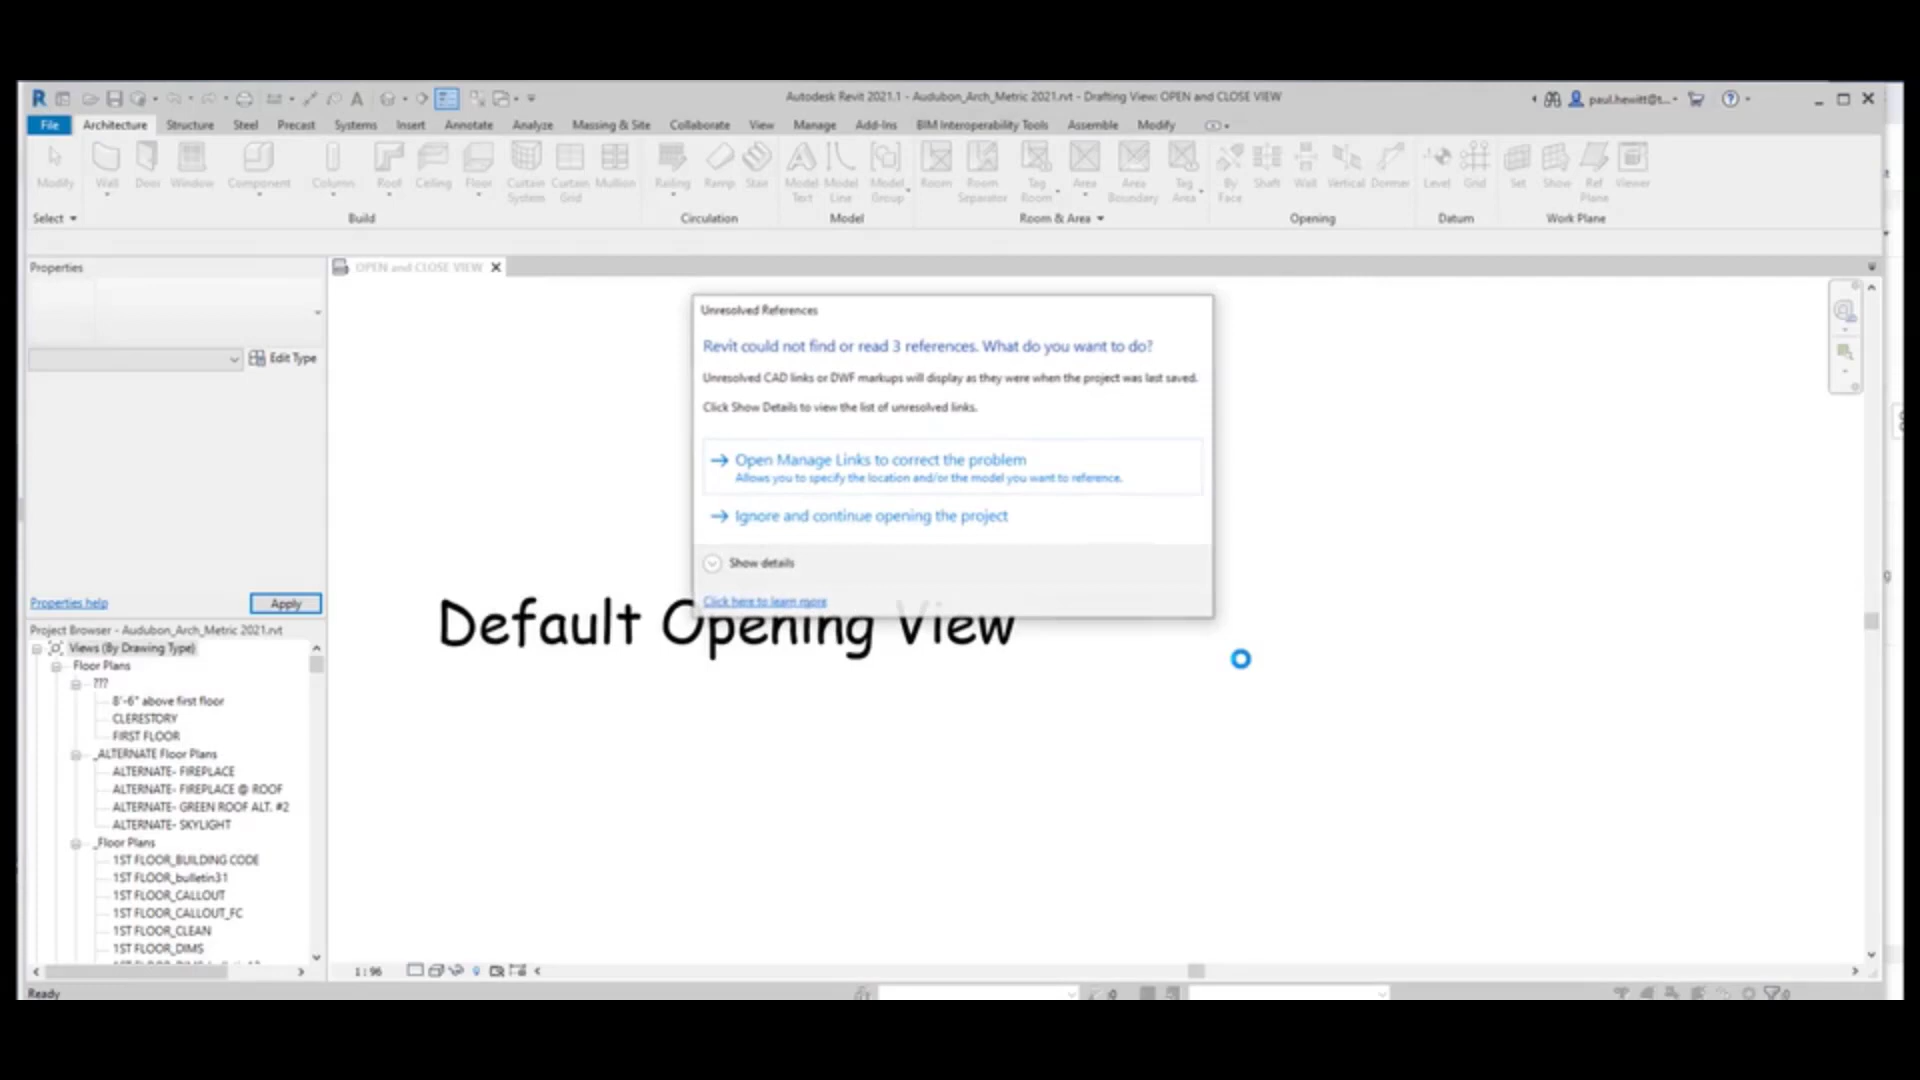 Autodesk Revit 2021.1 - Audubon_Arch_Metric 2021.rvt - Drafting View: OPEN and CLOSE VIEW
paul.hewitt@t...
File Architecture Structure Steel Precast Systems Insert Annotate Analyze Massing & Site Collaborate View Manage Add-Ins BIM Interoperability Tools Assemble Modify
Modify Wall Door Window Component Column Roof Ceiling Floor Curtain System Curtain Grid Mullion Railing Ramp Stair Model Text Model Line Model Group Room Room Separator Tag Room Area Area Boundary Tag Area By Face Shaft Wall Vertical Dormer Level Grid Set Show Ref Plane Viewer
Select Build Circulation Model Room & Area Opening Datum Work Plane
Properties
OPEN and CLOSE VIEW
Edit Type
Properties help
Apply
Unresolved References
Revit could not find or read 3 references. What do you want to do?
Unresolved CAD links or DWF markups will display as they were when the project was last saved.
Click Show Details to view the list of unresolved links.
Open Manage Links to correct the problem
Allows you to specify the location and/or the model you want to reference.
Ignore and continue opening the project
Show details
Click here to learn more
Default Opening View
Project Browser - Audubon_Arch_Metric 2021.rvt
Views (By Drawing Type)
Floor Plans
???
8'-6" above first floor
CLERESTORY
FIRST FLOOR
_ALTERNATE Floor Plans
ALTERNATE- FIREPLACE
ALTERNATE- FIREPLACE @ ROOF
ALTERNATE- GREEN ROOF ALT. #2
ALTERNATE- SKYLIGHT
_Floor Plans
1ST FLOOR_BUILDING CODE
1ST FLOOR_bulletin31
1ST FLOOR_CALLOUT
1ST FLOOR_CALLOUT_FC
1ST FLOOR_CLEAN
1ST FLOOR_DIMS
1 : 96
Ready